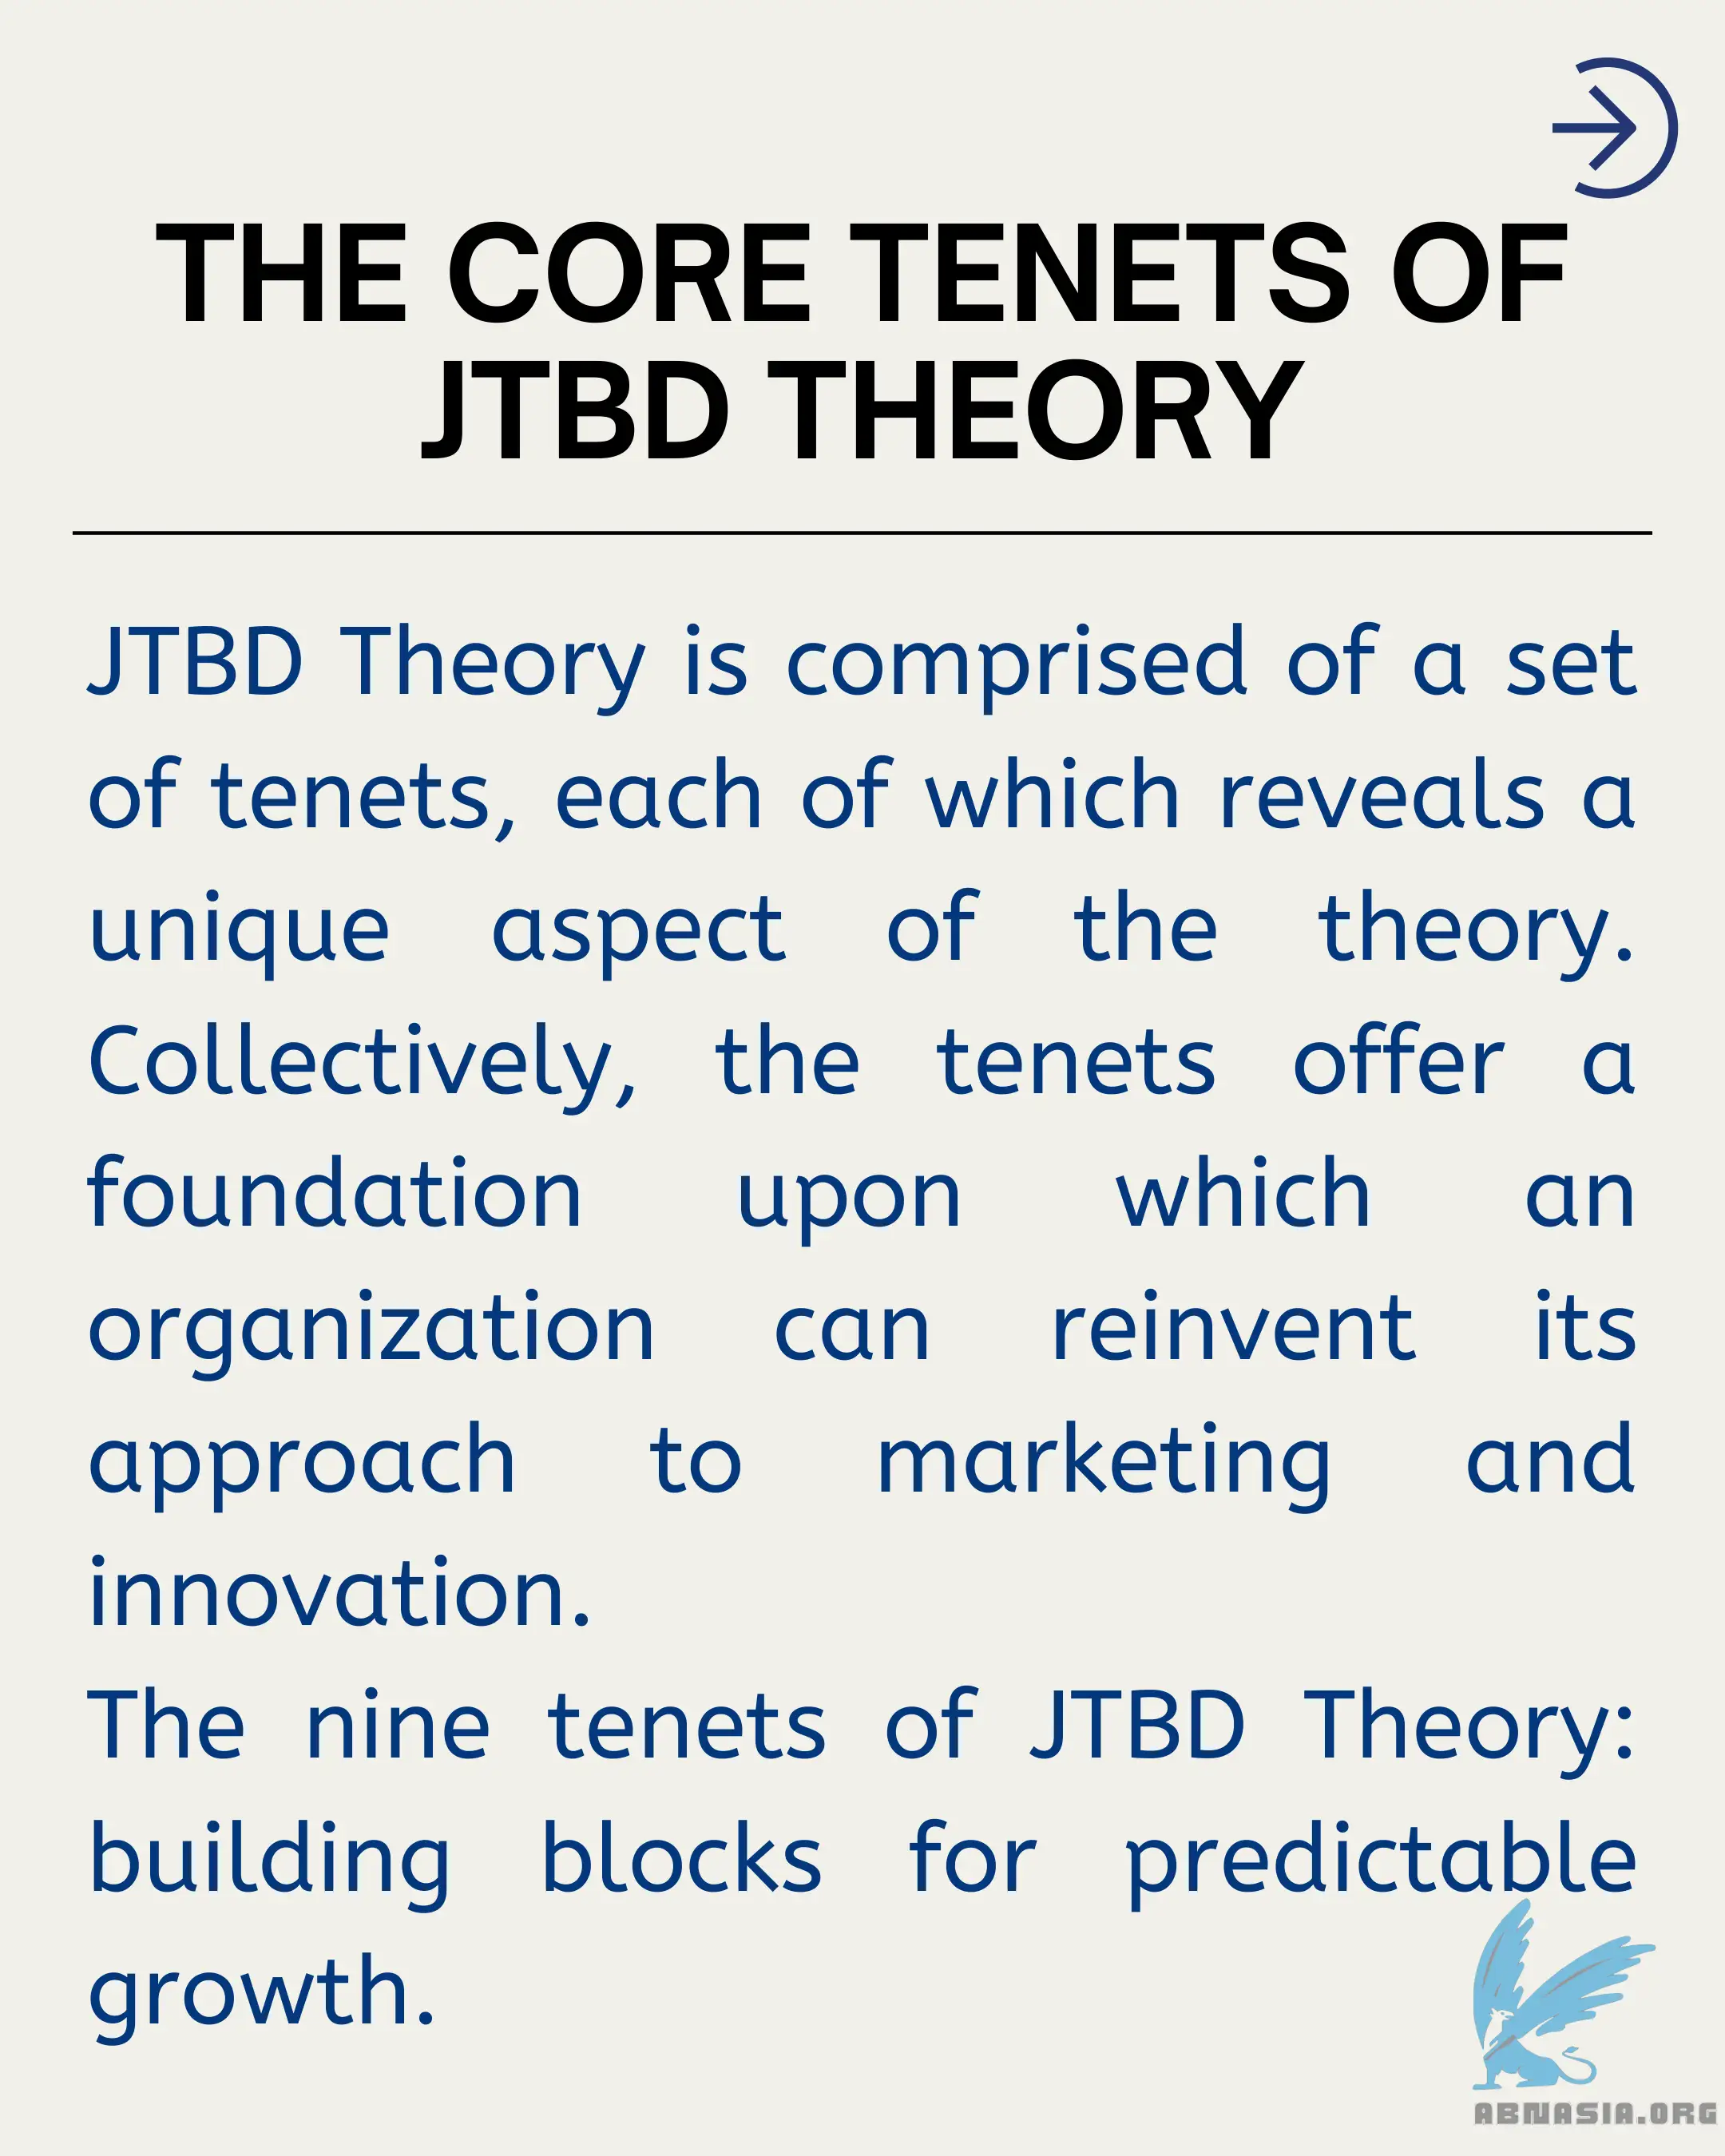 THE CORE TENETS OF
JTBD THEORY
JTBD Theory is comprised of a set
of tenets, each of which reveals a
unique aspect of the theory.
Collectively, the tenets offer a
foundation upon which an
organization can reinvent its
approach to marketing and
innovation.
The nine tenets of JTBD Theory:
building blocks for predictable
growth.
ABNASIA.ORG